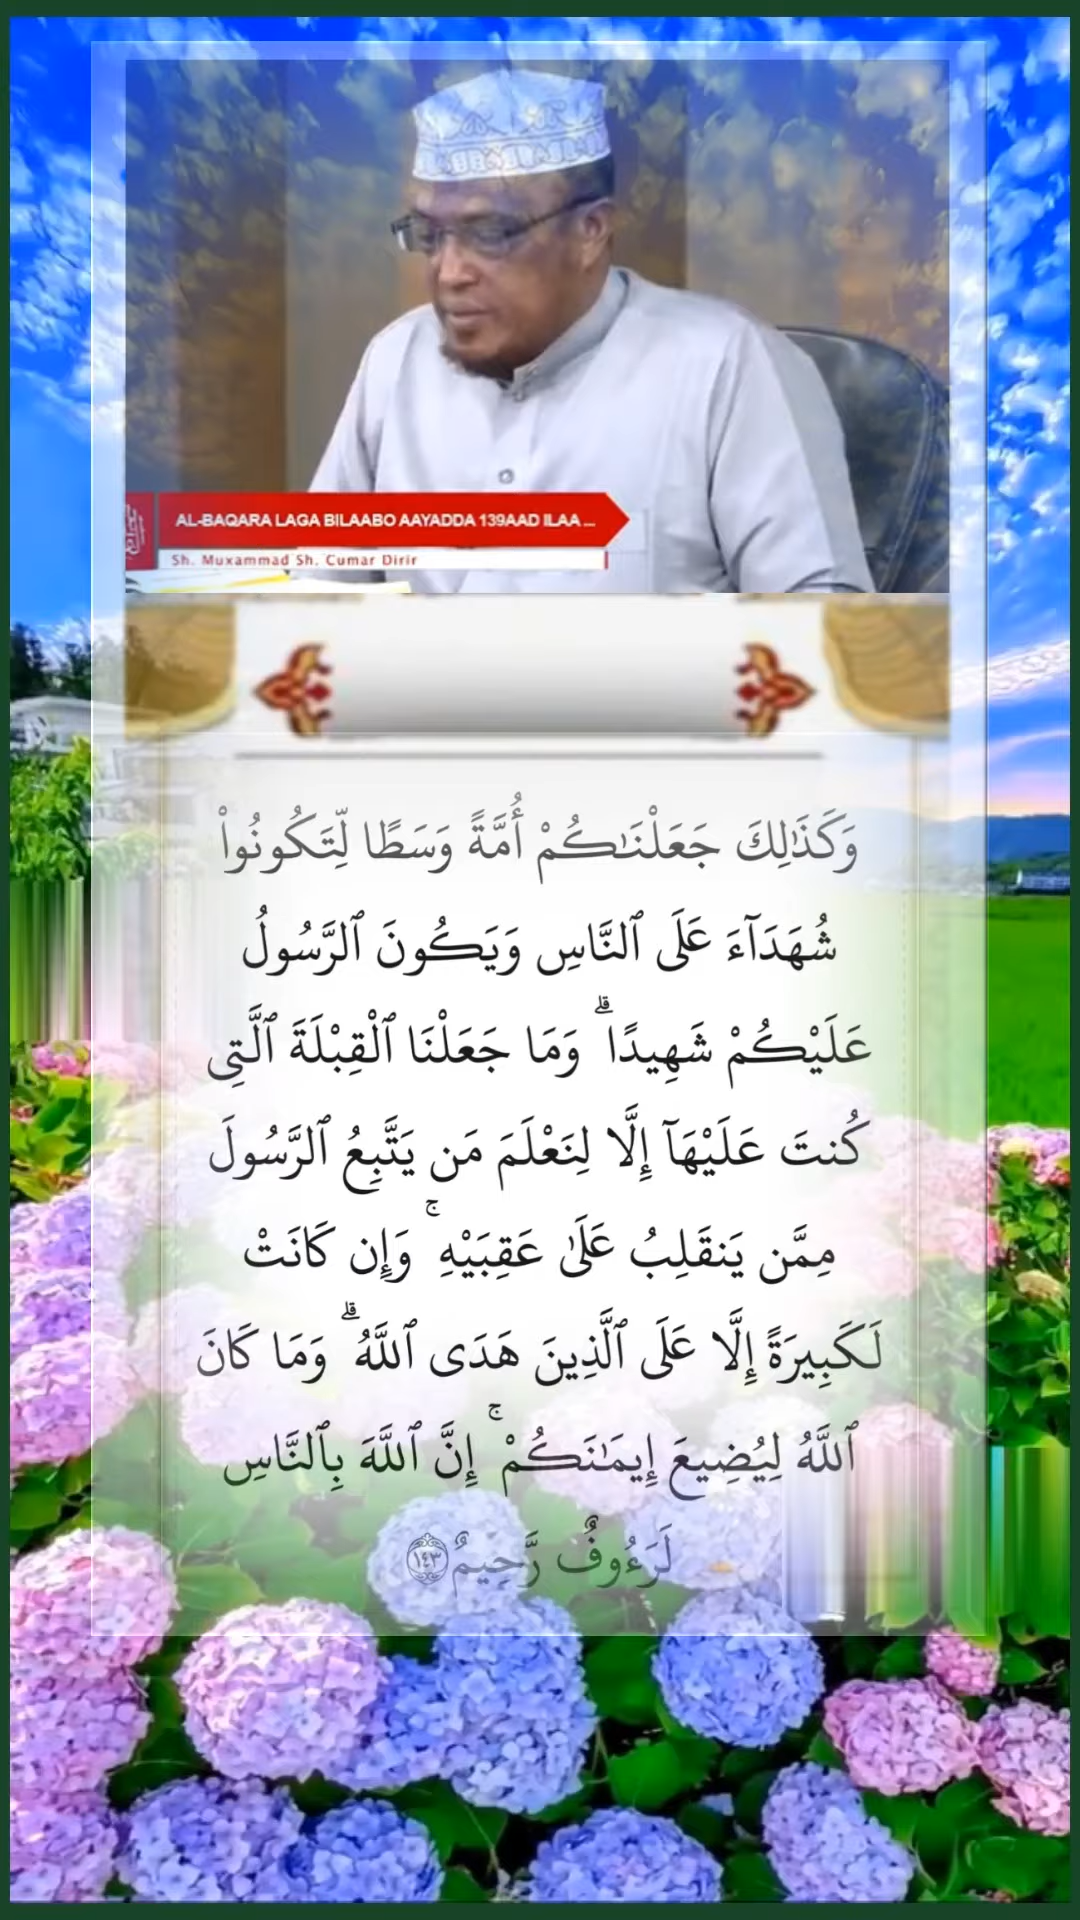 AL-BAQARA LAGA BILAABO AAYADDA 139AAD ILAA ...
Sh. Muxammad Sh. Cumar Dirir
وَكَذَٰلِكَ جَعَلْنَـٰكُمْ أُمَّةً وَسَطًا لِّتَكُونُوا۟
شُهَدَآءَ عَلَى ٱلنَّاسِ وَيَكُونَ ٱلرَّسُولُ
عَلَيْكُمْ شَهِيدًا ۗ وَمَا جَعَلْنَا ٱلْقِبْلَةَ ٱلَّتِى
كُنتَ عَلَيْهَآ إِلَّا لِنَعْلَمَ مَن يَتَّبِعُ ٱلرَّسُولَ
مِمَّن يَنقَلِبُ عَلَىٰ عَقِبَيْهِ ۚ وَإِن كَانَتْ
لَكَبِيرَةً إِلَّا عَلَى ٱلَّذِينَ هَدَى ٱللَّهُ ۗ وَمَا كَانَ
ٱللَّهُ لِيُضِيعَ إِيمَـٰنَكُمْ ۚ إِنَّ ٱللَّهَ بِٱلنَّاسِ
لَرَءُوفٌ رَّحِيمٌ ١٤٣